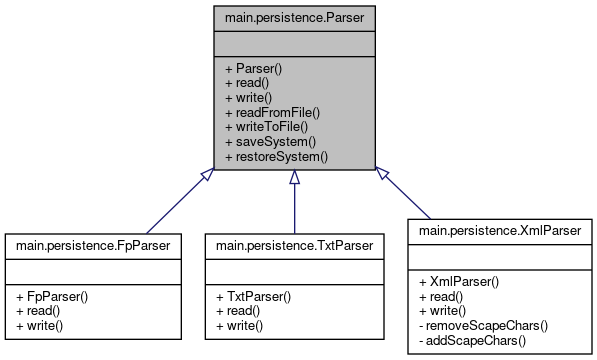 main.persistence.Parser
+ Parser()
+ read()
+ write()
+ readFromFile()
+ writeToFile()
+ saveSystem()
+ restoreSystem()
main.persistence.FpParser
+ FpParser()
+ read()
+ write()
main.persistence.TxtParser
+ TxtParser()
+ read()
+ write()
main.persistence.XmlParser
+ XmlParser()
+ read()
+ write()
- removeScapeChars()
- addScapeChars()